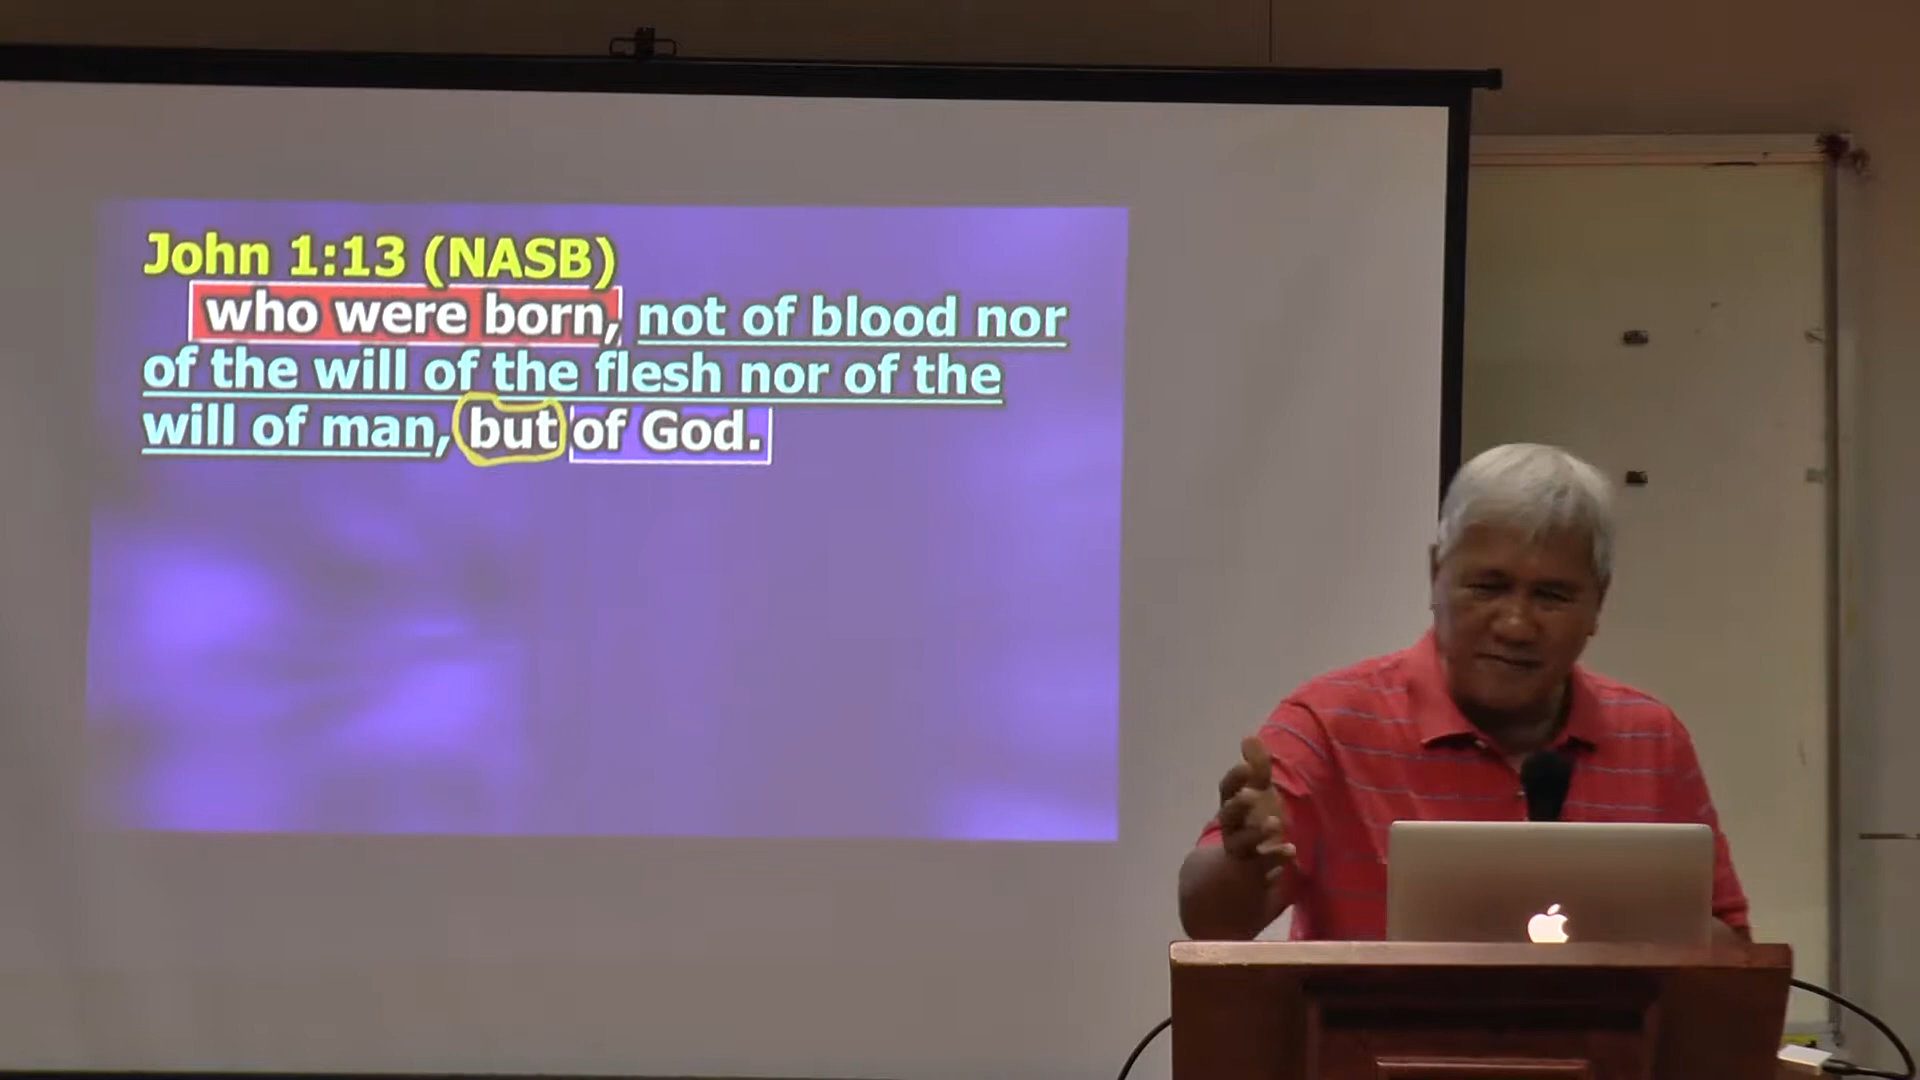 John 1:13 (NASB)
who were born, not of blood nor
of the will of the flesh nor of the
will of man, but of God.